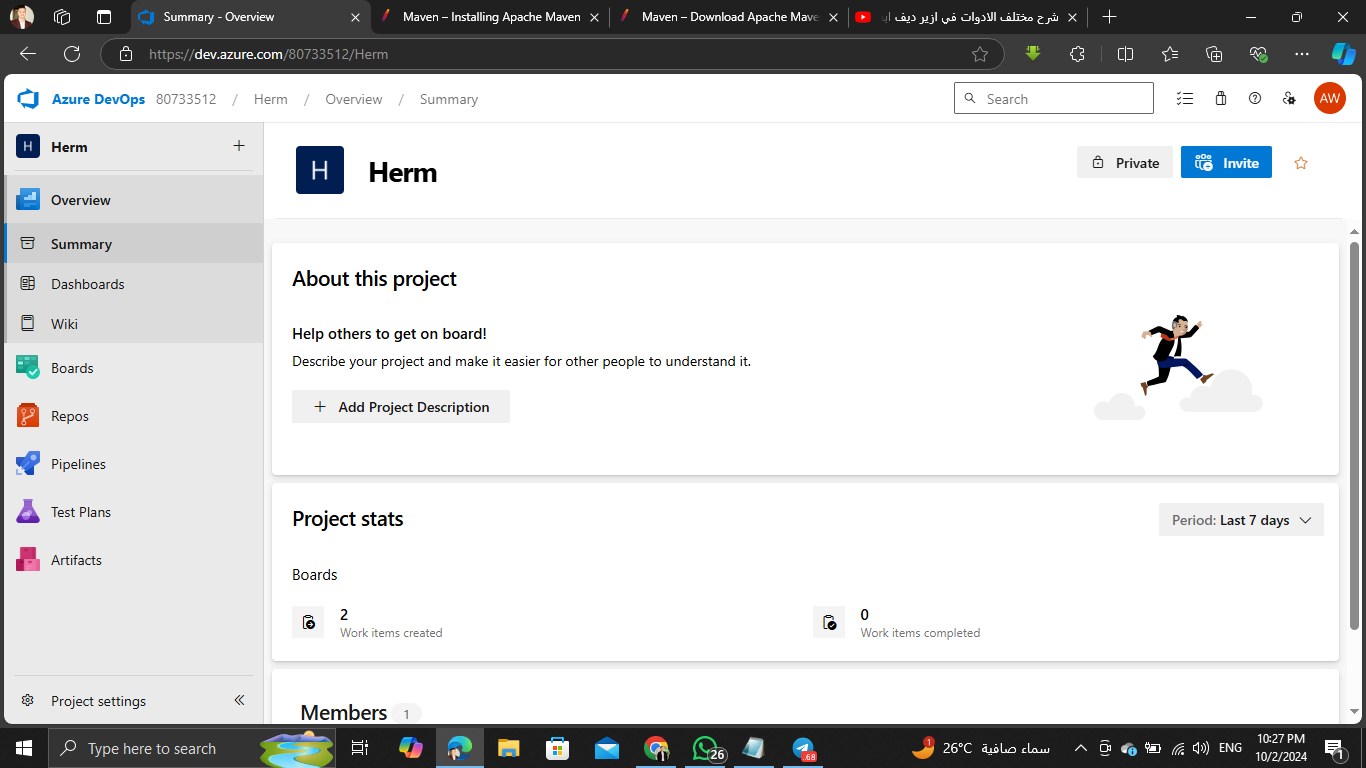 Summary - Overview
Maven – Installing Apache Maven
Maven – Download Apache Mave
شرح مختلف الادوات في ازير ديف اب
https://dev.azure.com/80733512/Herm
Azure DevOps 80733512 / Herm / Overview / Summary
Search
AW
H Herm
H Herm
Private
Invite
Overview
Summary
Dashboards
Wiki
Boards
Repos
Pipelines
Test Plans
Artifacts
Project settings
About this project
Help others to get on board!
Describe your project and make it easier for other people to understand it.
Add Project Description
Project stats
Period: Last 7 days
Boards
2
Work items created
0
Work items completed
Members 1
Type here to search
26
.68
1
26°C سماء صافية
ENG
10:27 PM
10/2/2024
1